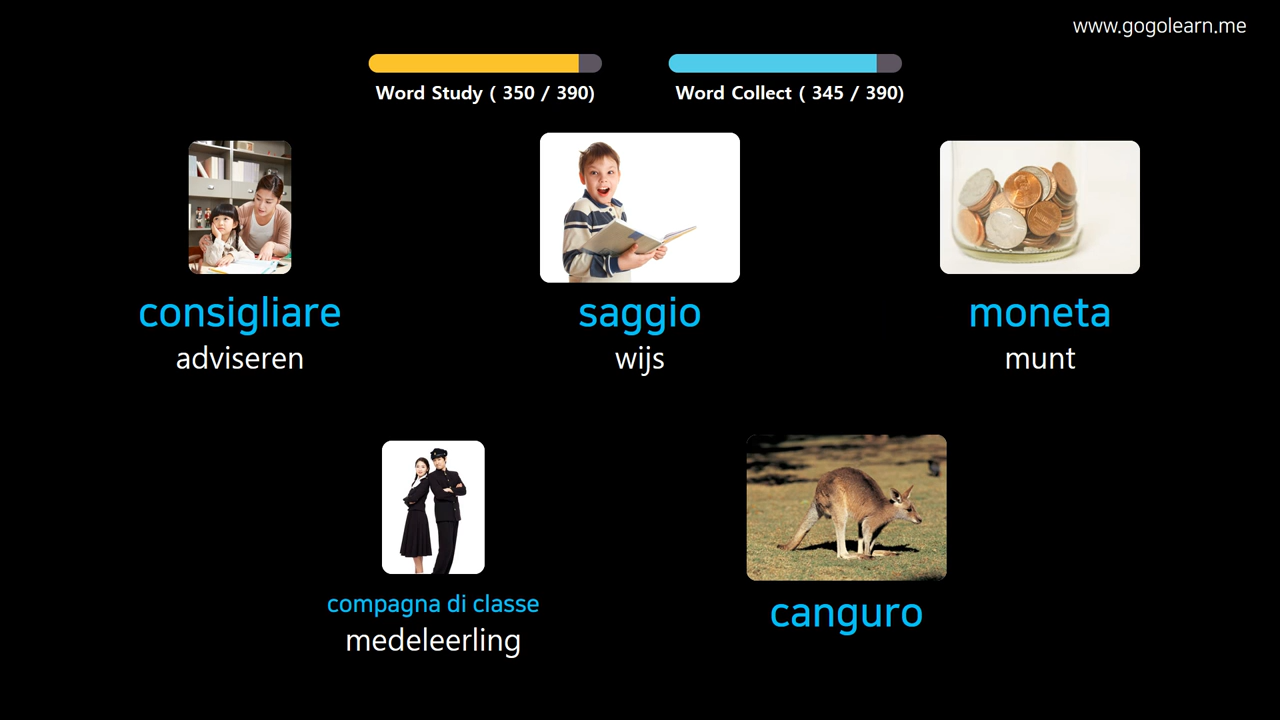 www.gogolearn.me
Word Study ( 350 / 390)
Word Collect ( 345 / 390)
consigliare
adviseren
saggio
wijs
moneta
munt
compagna di classe
medeleerling
canguro